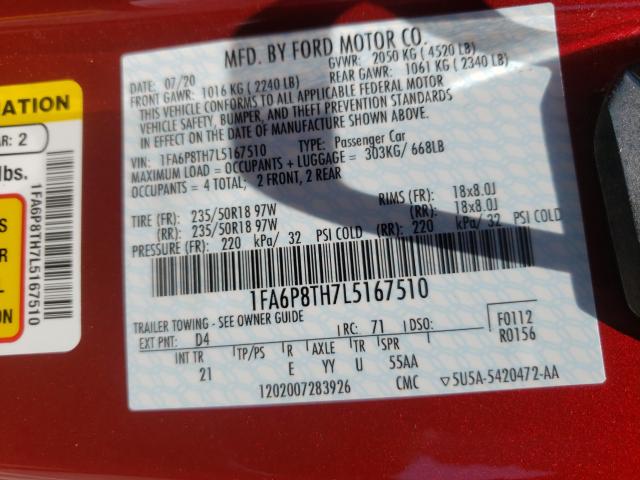 MFD. BY FORD MOTOR CO.
DATE: 07/20
GVWR: 2050 KG ( 4520 LB)
FRONT GAWR: 1016 KG ( 2240 LB)
REAR GAWR: 1061 KG ( 2340 LB)
THIS VEHICLE CONFORMS TO ALL APPLICABLE FEDERAL MOTOR
VEHICLE SAFETY, BUMPER, AND THEFT PREVENTION STANDARDS
IN EFFECT ON THE DATE OF MANUFACTURE SHOWN ABOVE.
VIN: 1FA6P8TH7L5167510
TYPE: Passenger Car
MAXIMUM LOAD = OCCUPANTS + LUGGAGE = 303KG/ 668LB
OCCUPANTS = 4 TOTAL; 2 FRONT, 2 REAR
TIRE (FR): 235/50R18 97W
RIMS (FR): 18x8.0J
(RR): 235/50R18 97W
(RR): 18x8.0J
PRESSURE (FR): 220 kPa/ 32 PSI COLD
(RR): 220 kPa/ 32 PSI COLD
1FA6P8TH7L5167510
TRAILER TOWING - SEE OWNER GUIDE
EXT PNT: D4
RC: 71
DSO:
F0112
R0156
INT TR
TP/PS
R
AXLE
TR
SPR
21
E
YY
U
55AA
1202007283926
CMC
▽5U5A-5420472-AA
MATION
AR: 2
lbs.
R
L
ION
1FA6P8TH7L5167510